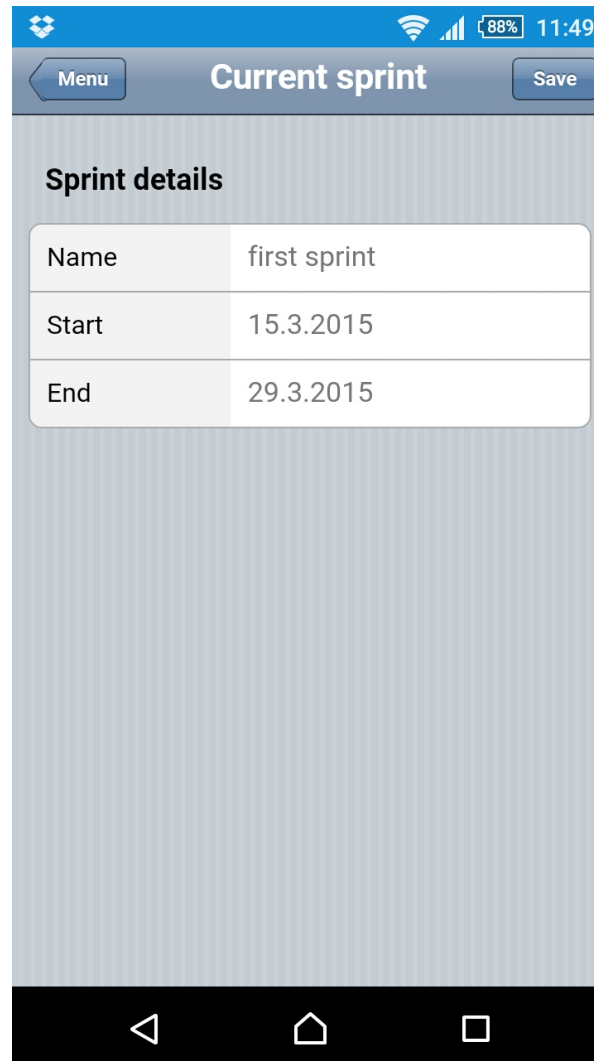 88% 11:49
Menu Current sprint Save
Sprint details
Name first sprint
Start 15.3.2015
End 29.3.2015